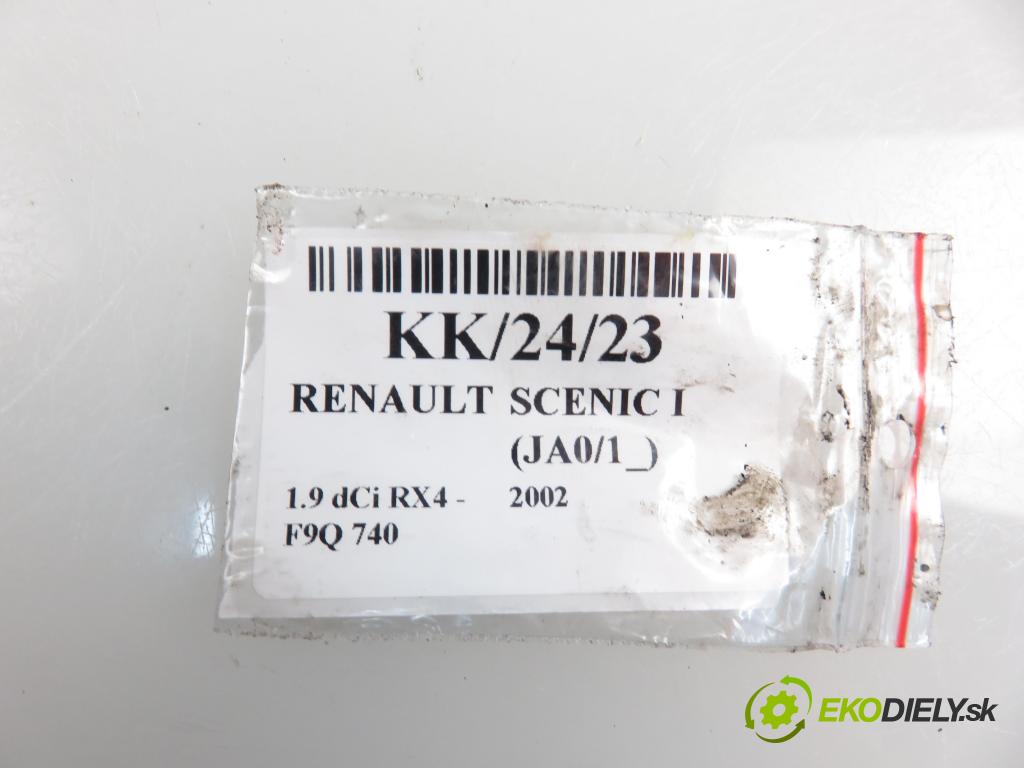 KK/24/23
RENAULT SCENIC I
(JA0/1_)
1.9 dCi RX4 - 2002
F9Q 740
EKODIELY.sk